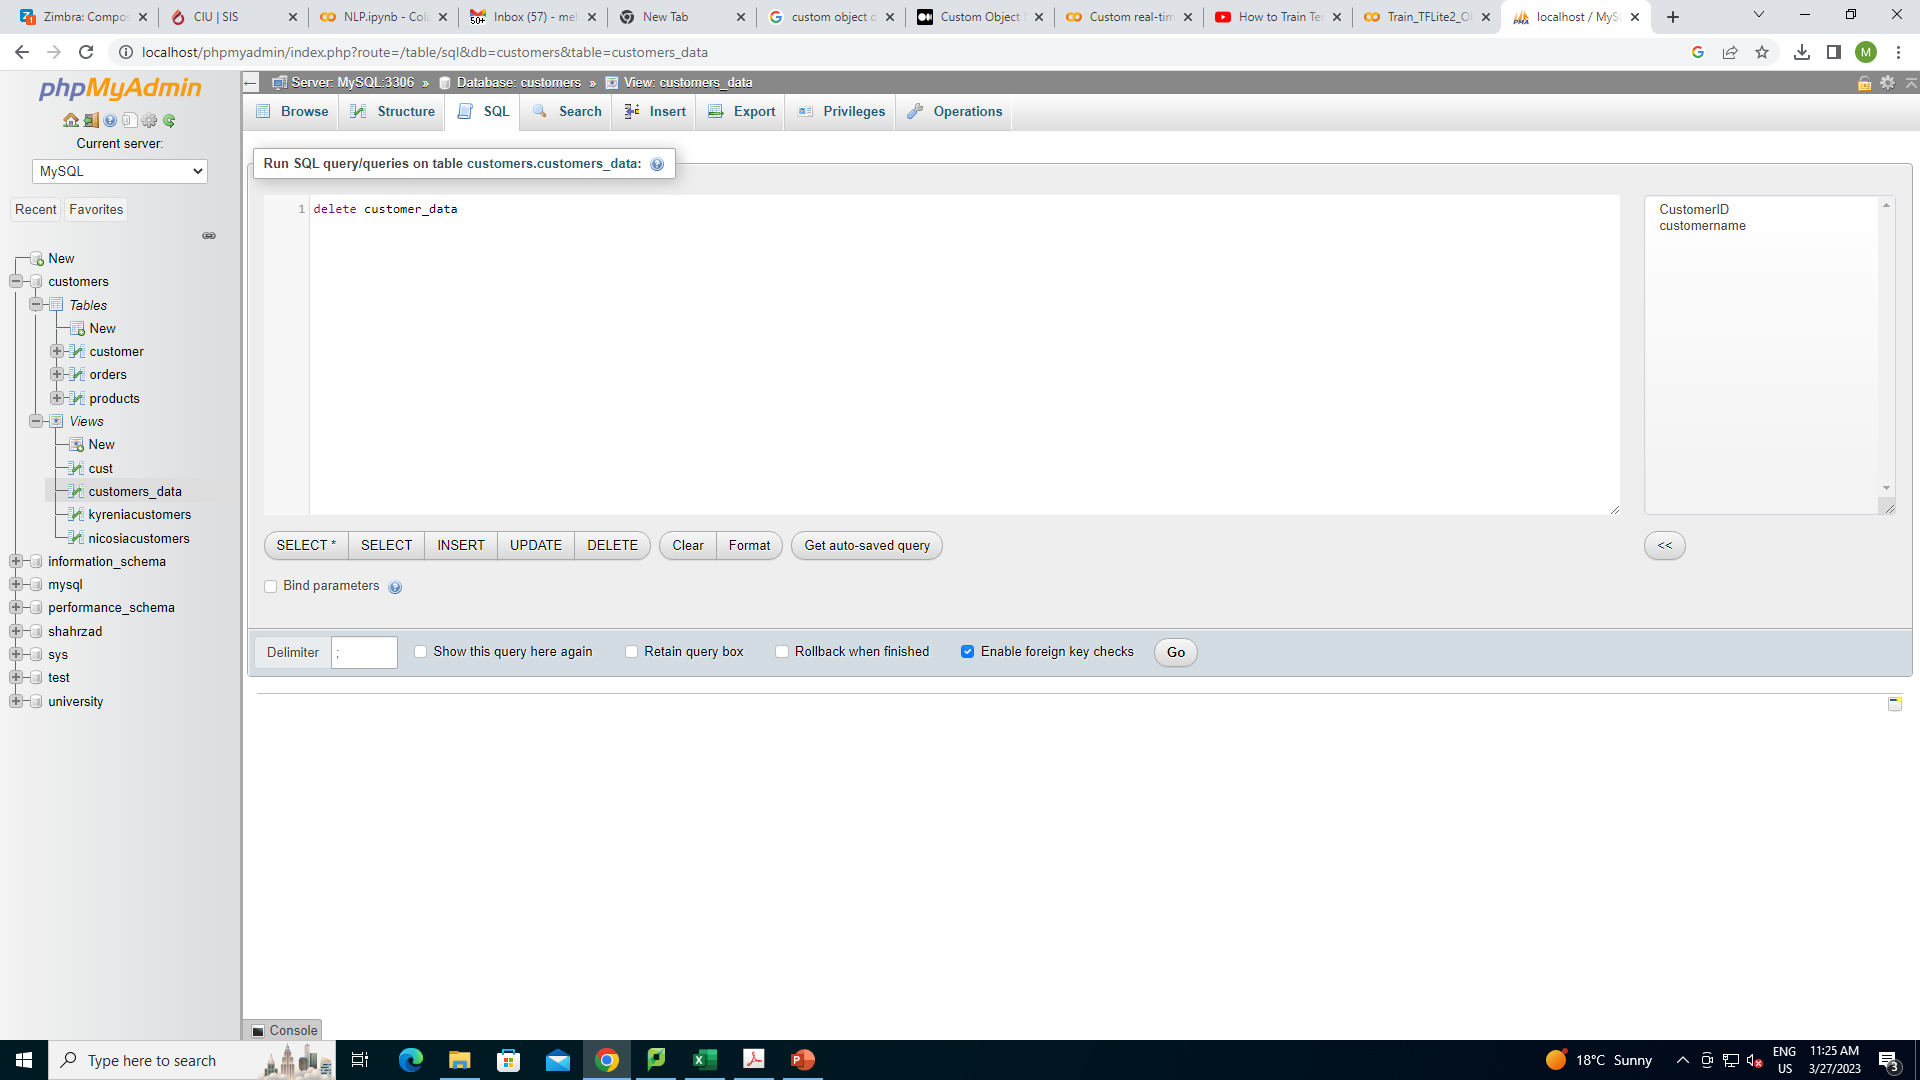 Zimbra: Compos
CIU | SIS
NLP.ipynb - Cola
50+
Inbox (57) - me
New Tab
custom object d
Custom Object
Custom real-tim
How to Train Te
Train_TFLite2_O
PMA
localhost / MyS
localhost/phpmyadmin/index.php?route=/table/sql&db=customers&table=customers_data
M
phpMyAdmin
Current server:
MySQL
Recent
Favorites
New
customers
Tables
New
customer
orders
products
Views
New
cust
customers_data
kyreniacustomers
nicosiacustomers
information_schema
mysql
performance_schema
shahrzad
sys
test
university
Server: MySQL:3306 » Database: customers » View: customers_data
Browse
Structure
SQL
Search
Insert
Export
Privileges
Operations
Run SQL query/queries on table customers.customers_data:
1 delete customer_data
CustomerID
customername
SELECT *
SELECT
INSERT
UPDATE
DELETE
Clear
Format
Get auto-saved query
<<
Bind parameters
Delimiter
;
Show this query here again
Retain query box
Rollback when finished
Enable foreign key checks
Go
Console
Type here to search
18°C Sunny
ENG
US
11:25 AM
3/27/2023
3